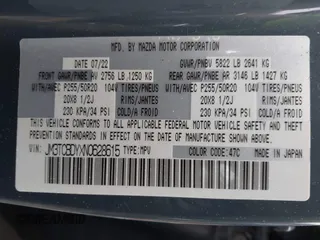 MFD. BY MAZDA MOTOR CORPORATION
DATE 07/22 GVWR/PNBV 5822 LB 2641 KG
FRONT GAWR/PNBE AV 2756 LB 1250 KG REAR GAWR/PNBE AR 3146 LB 1427 KG
WITH/AVEC P255/50R20 104V TIRES/PNEUS WITH/AVEC P255/50R20 104V TIRES/PNEUS
20X8 1/2J RIMS/JANTES 20X8 1/2J RIMS/JANTES
230 KPA/34 PSI COLD/A FROID 230 KPA/34 PSI COLD/A FROID
THIS VEHICLE CONFORMS TO ALL APPLICABLE FEDERAL MOTOR VEHICLE SAFETY, BUMPER, AND THEFT
PREVENTION STANDARDS IN EFFECT ON THE DATE OF MANUFACTURE SHOWN ABOVE.
VIN: JM3TCBDYXN0628615 TYPE:MPV
COLOR: 47C MADE IN JAPAN